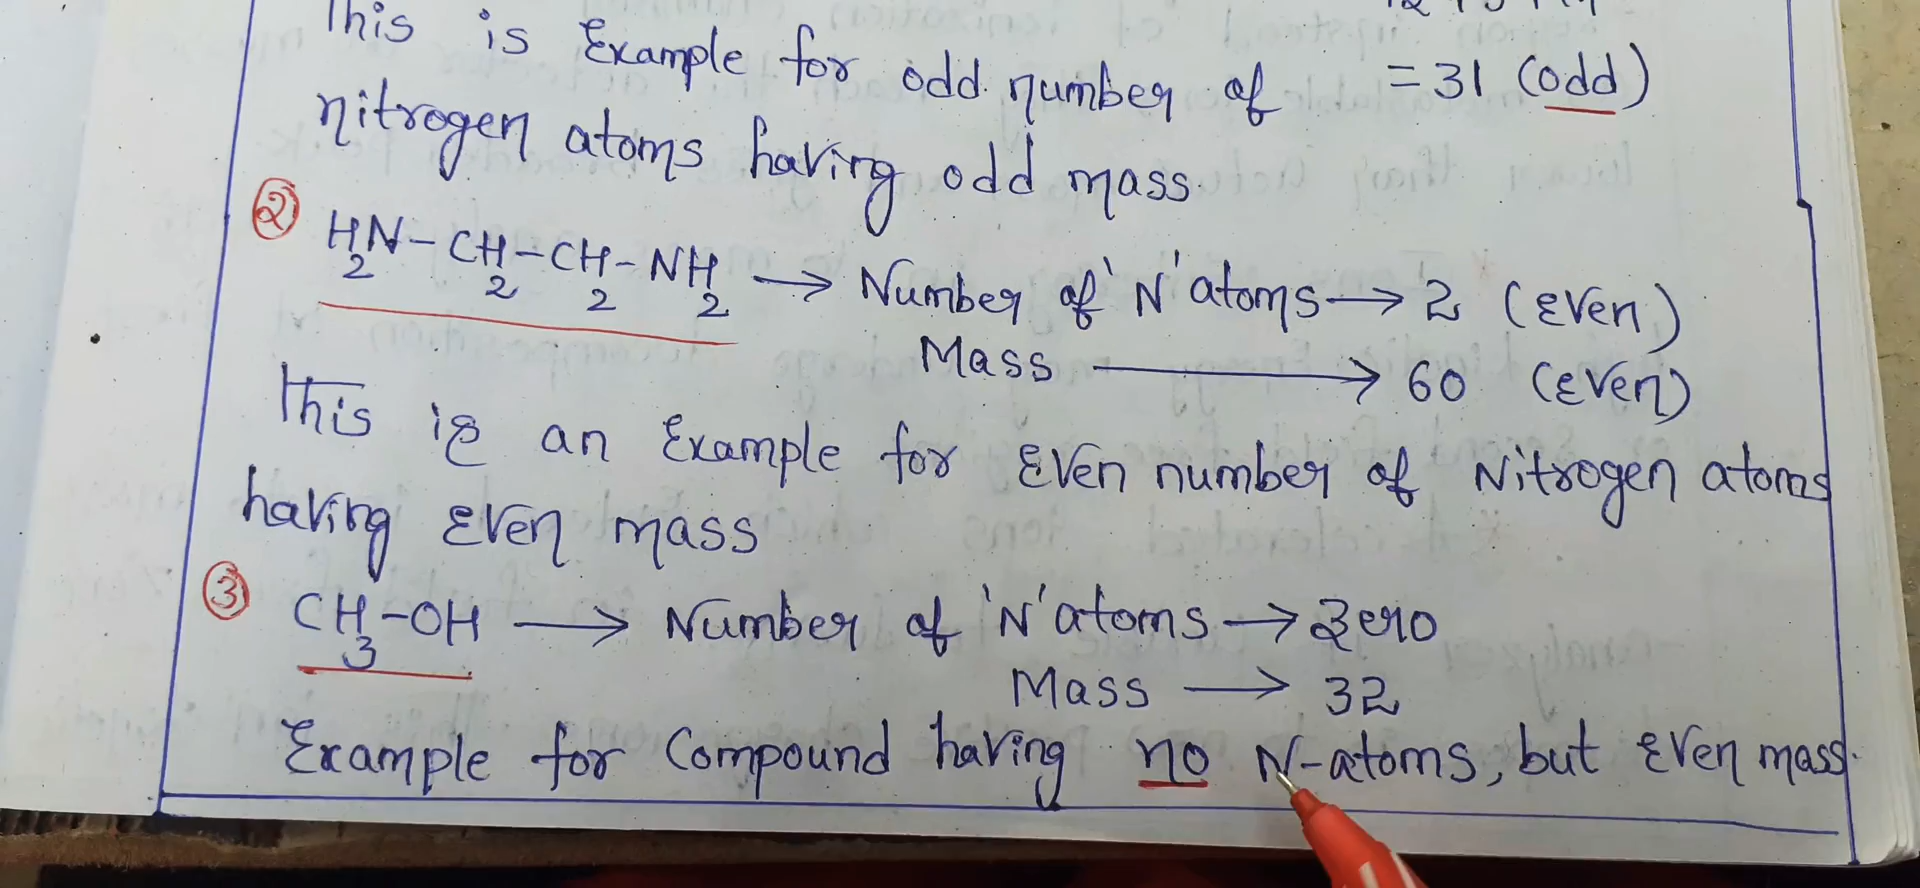 This is Example for odd number of = 31 (odd)
nitrogen atoms having odd mass.
② H₂N-CH₂-CH₂-NH₂ → Number of 'N' atoms → 2 (Even)
Mass → 60 (Even)
This is an Example for Even number of Nitrogen atoms
having Even mass
③ CH₃-OH → Number of 'N' atoms → Zero
Mass → 32
Example for Compound having no N-atoms, but Even mass.